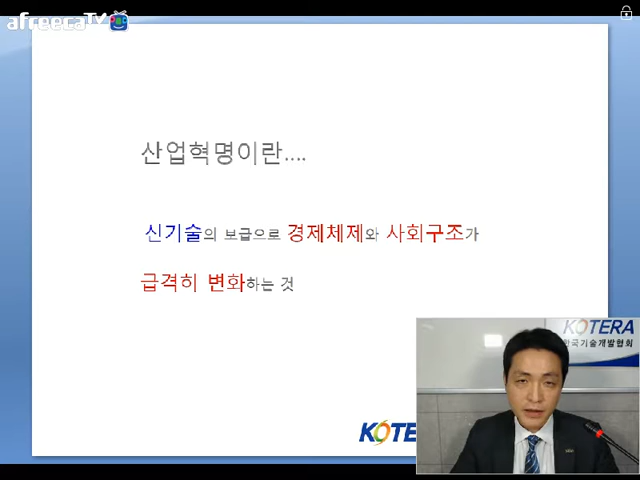 afreecaTV
산업혁명이란....
신기술의 보급으로 경제체제와 사회구조가
급격히 변화하는 것
KOTERA
한국기술개발협회
KOTE